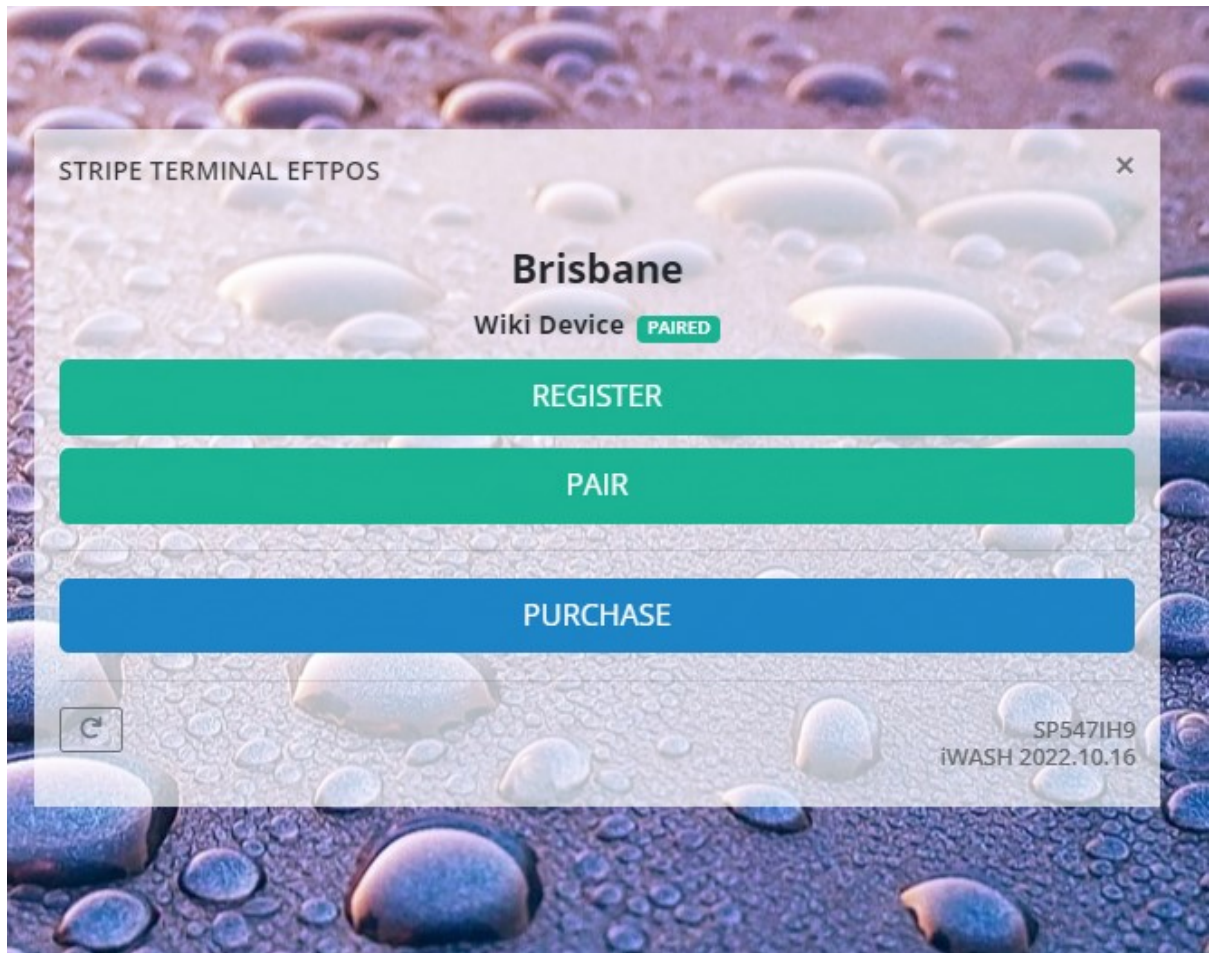 STRIPE TERMINAL EFTPOS ×
Brisbane
Wiki Device PAIRED
REGISTER
PAIR
PURCHASE
SP547IH9
iWASH 2022.10.16